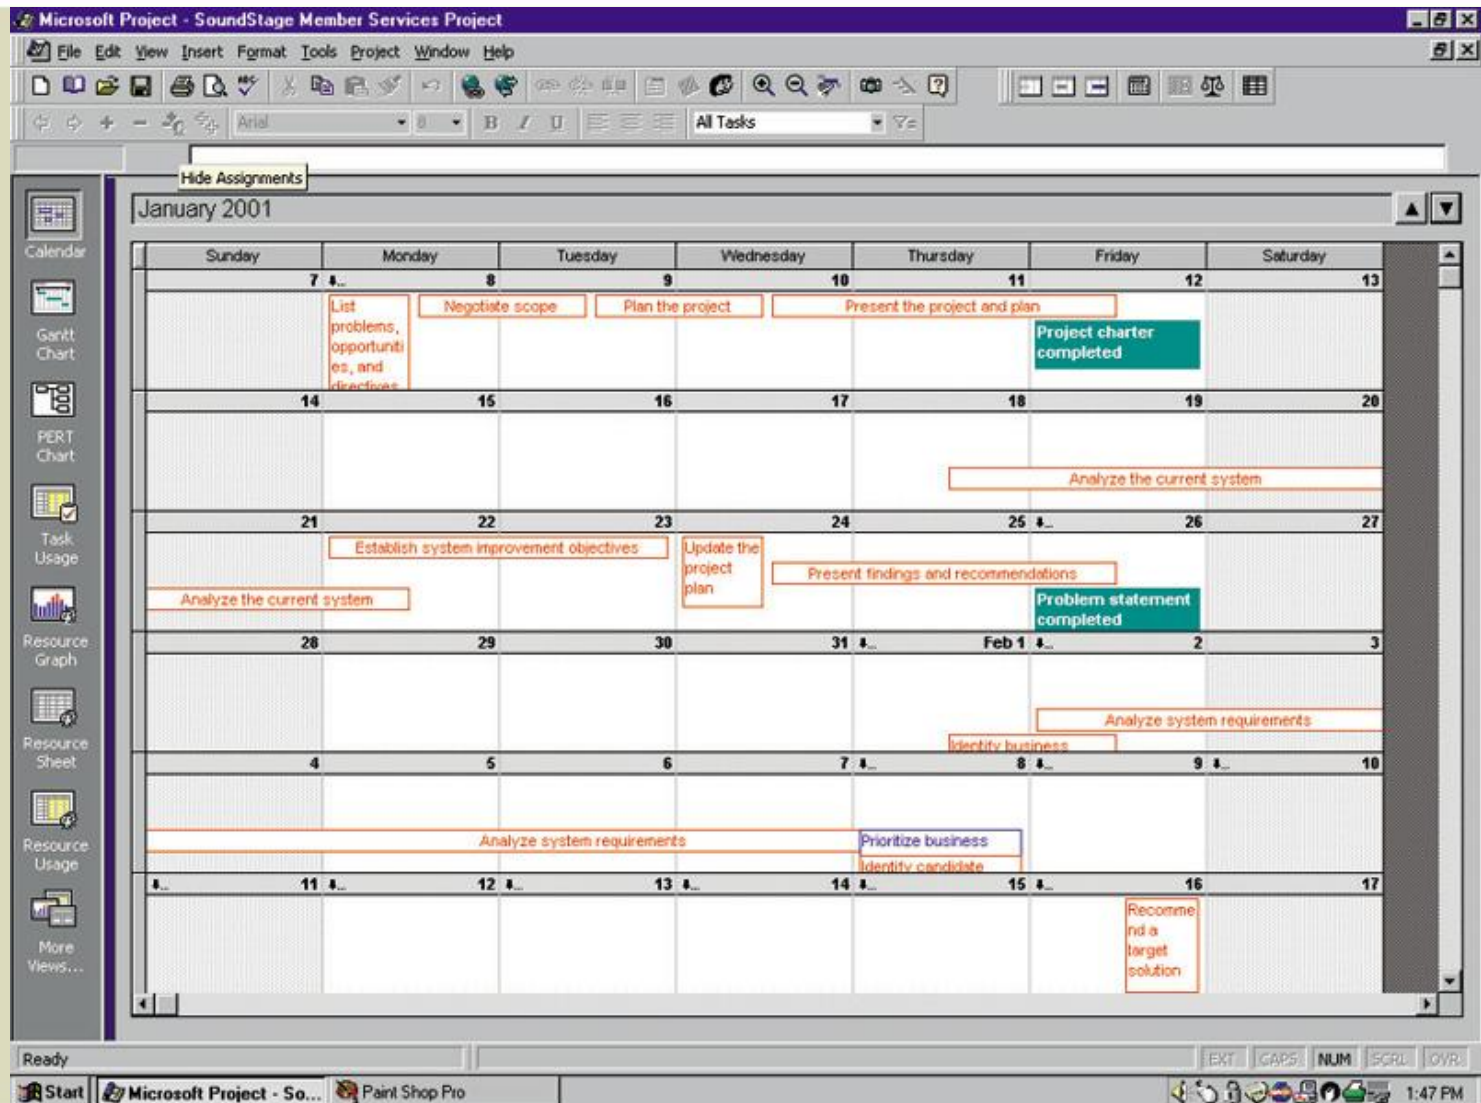 Microsoft Project - SoundStage Member Services Project
File Edit View Insert Format Tools Project Window Help
Arial 8 B I U All Tasks
Hide Assignments
January 2001
Calendar
Gantt
Chart
PERT
Chart
Task
Usage
Resource
Graph
Resource
Sheet
Resource
Usage
More
Views...
Sunday Monday Tuesday Wednesday Thursday Friday Saturday
7 8 9 10 11 12 13
List
problems,
opportuniti
es, and
directives
Negotiate scope
Plan the project
Present the project and plan
Project charter
completed
14 15 16 17 18 19 20
Analyze the current system
21 22 23 24 25 26 27
Establish system improvement objectives
Update the
project
plan
Present findings and recommendations
Analyze the current system
Problem statement
completed
28 29 30 31 Feb 1 2 3
Analyze system requirements
Identify business
4 5 6 7 8 9 10
Analyze system requirements
Prioritize business
Identify candidate
11 12 13 14 15 16 17
Recomme
nd a
target
solution
Ready
EXT CAPS NUM SCRL OVR
Start Microsoft Project - So... Paint Shop Pro 1:47 PM